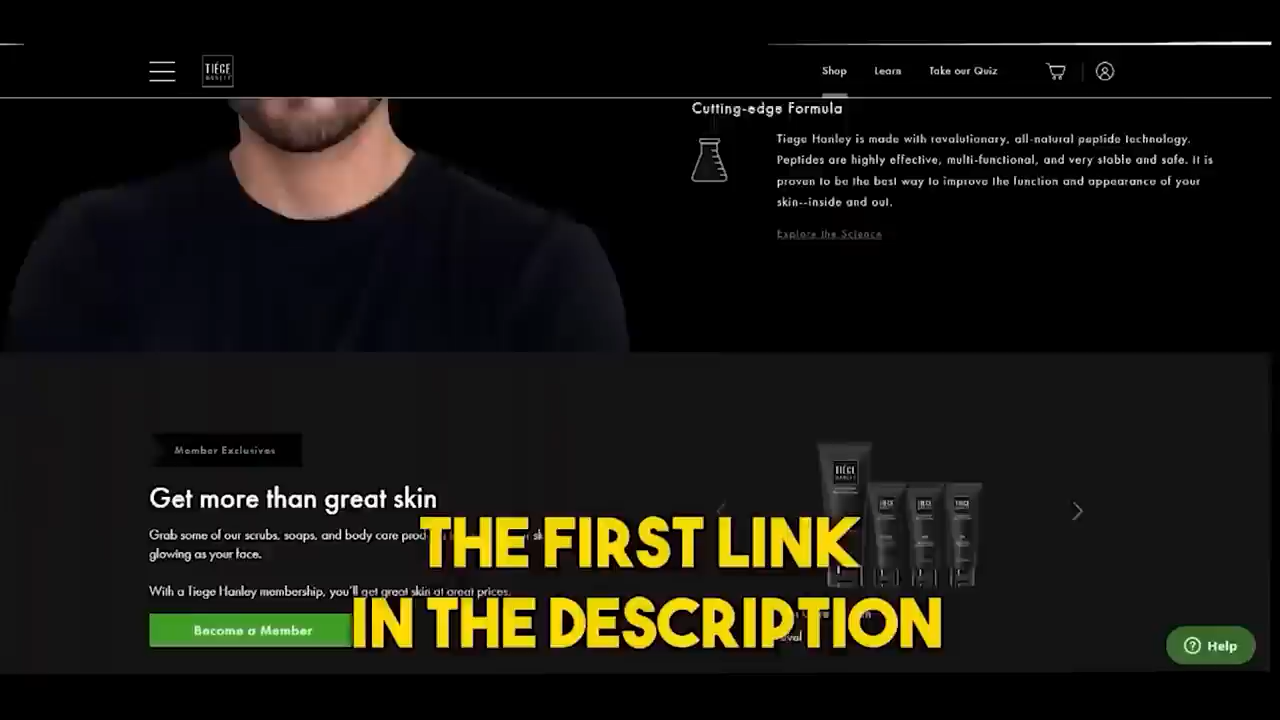 TIEGE
HANLEY
Shop
Learn
Take our Quiz
Cutting-edge Formula
Tiege Hanley is made with revolutionary, all-natural peptide technology.
Peptides are highly effective, multi-functional, and very stable and safe. It is
proven to be the best way to improve the function and appearance of your
skin--inside and out.
Explore the Science
Member Exclusives
Get more than great skin
Grab some of our scrubs, soaps, and body care
glowing as your face.
With a Tiege Hanley membership, you'll get great skin at great prices.
Become a Member
TIEGE
THE FIRST LINK
IN THE DESCRIPTION
Help